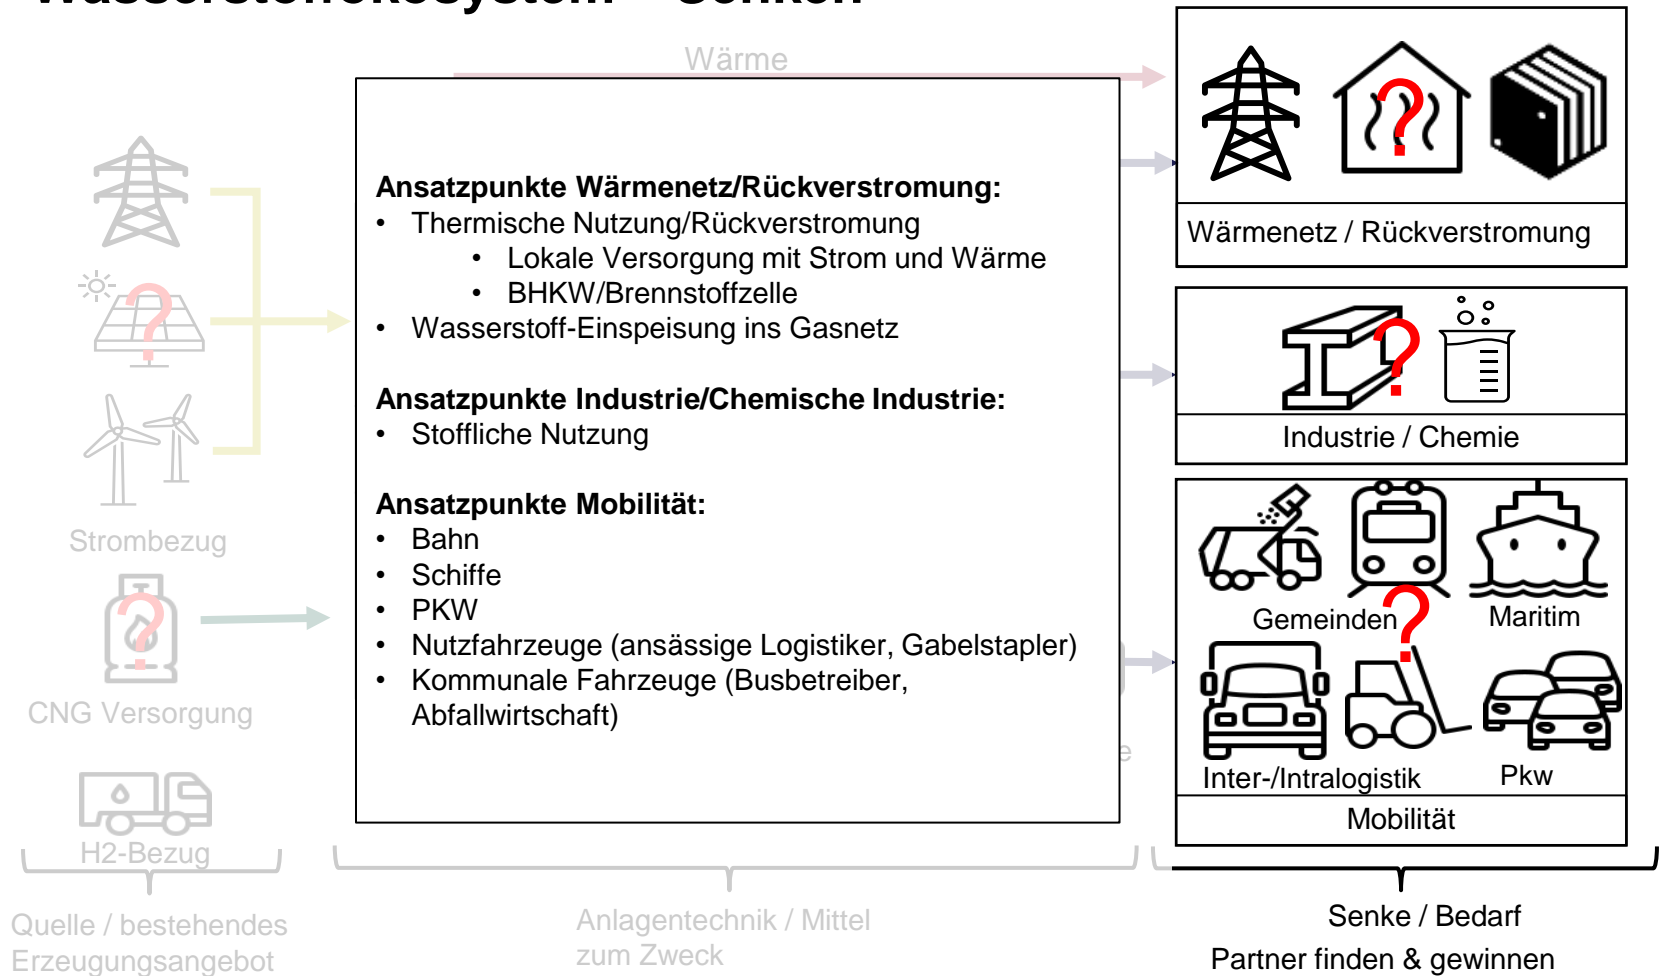 Wärme
Ansatzpunkte Wärmenetz/Rückverstromung:
• Thermische Nutzung/Rückverstromung
• Lokale Versorgung mit Strom und Wärme
• BHKW/Brennstoffzelle
• Wasserstoff-Einspeisung ins Gasnetz
Ansatzpunkte Industrie/Chemische Industrie:
• Stoffliche Nutzung
Ansatzpunkte Mobilität:
• Bahn
• Schiffe
• PKW
• Nutzfahrzeuge (ansässige Logistiker, Gabelstapler)
• Kommunale Fahrzeuge (Busbetreiber,
Abfallwirtschaft)
?
Strombezug
?
CNG Versorgung
H2-Bezug
e
?
Wärmenetz / Rückverstromung
?
Industrie / Chemie
?
Gemeinden
Maritim
Inter-/Intralogistik
Pkw
Mobilität
Quelle / bestehendes
Erzeugungsangebot
Anlagentechnik / Mittel
zum Zweck
Senke / Bedarf
Partner finden & gewinnen